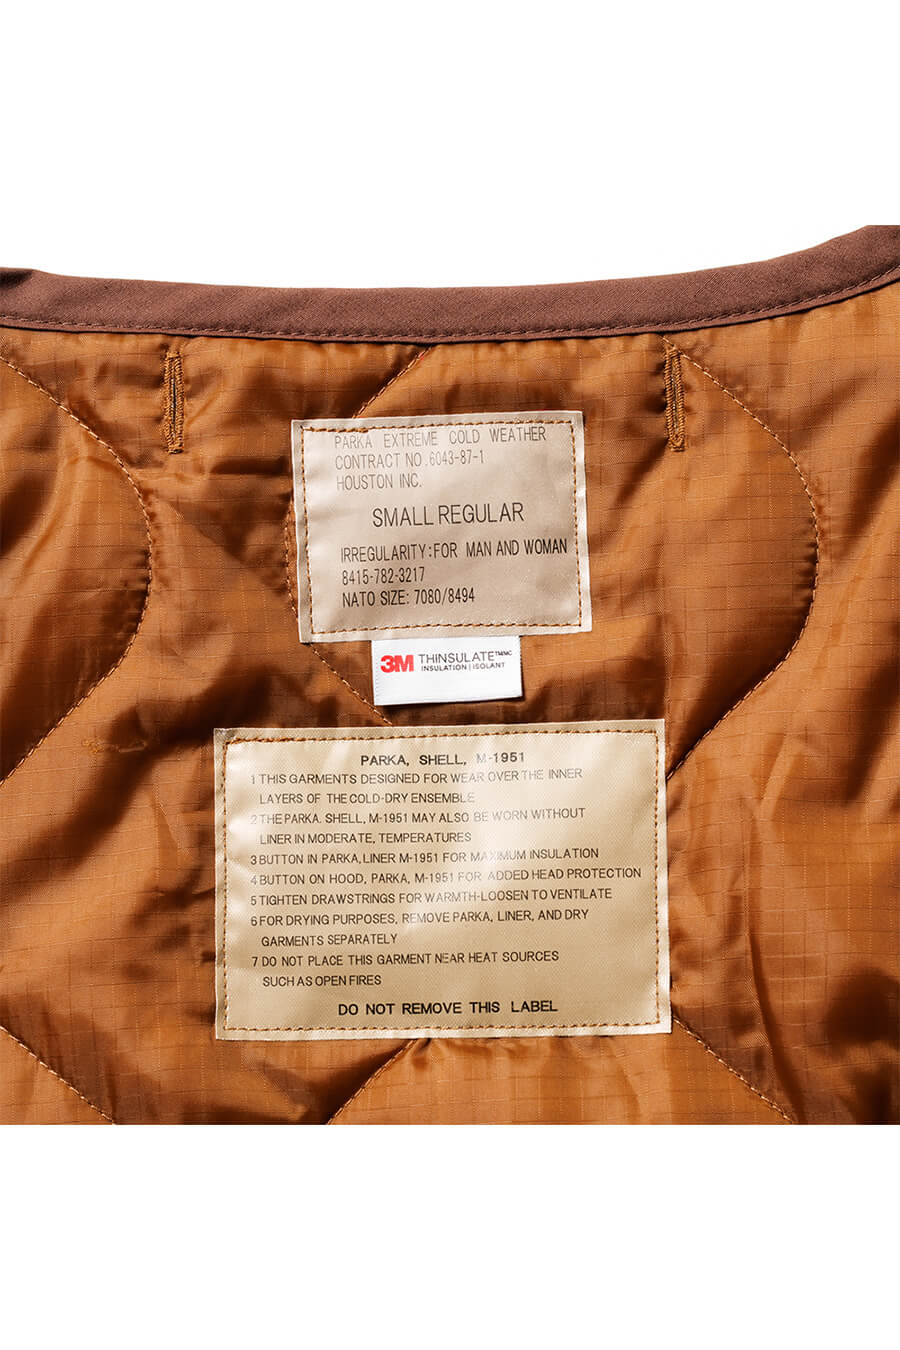 PARKA EXTREME COLD WEATHER
CONTRACT NO.6043-87-1
HOUSTON INC.
SMALL REGULAR
IRREGULARITY:FOR MAN AND WOMAN
8415-782-3217
NATO SIZE: 7080/8494
3M THINSULATE™/MC
INSULATION | ISOLANT
PARKA, SHELL, M-1951
1 THIS GARMENTS DESIGNED FOR WEAR OVER THE INNER
LAYERS OF THE COLD-DRY ENSEMBLE
2 THE PARKA. SHELL, M-1951 MAY ALSO BE WORN WITHOUT
LINER IN MODERATE, TEMPERATURES
3 BUTTON IN PARKA,LINER M-1951 FOR MAXIMUM INSULATION
4 BUTTON ON HOOD, PARKA, M-1951 FOR ADDED HEAD PROTECTION
5 TIGHTEN DRAWSTRINGS FOR WARMTH-LOOSEN TO VENTILATE
6 FOR DRYING PURPOSES, REMOVE PARKA, LINER, AND DRY
GARMENTS SEPARATELY
7 DO NOT PLACE THIS GARMENT NEAR HEAT SOURCES
SUCH AS OPEN FIRES
DO NOT REMOVE THIS LABEL